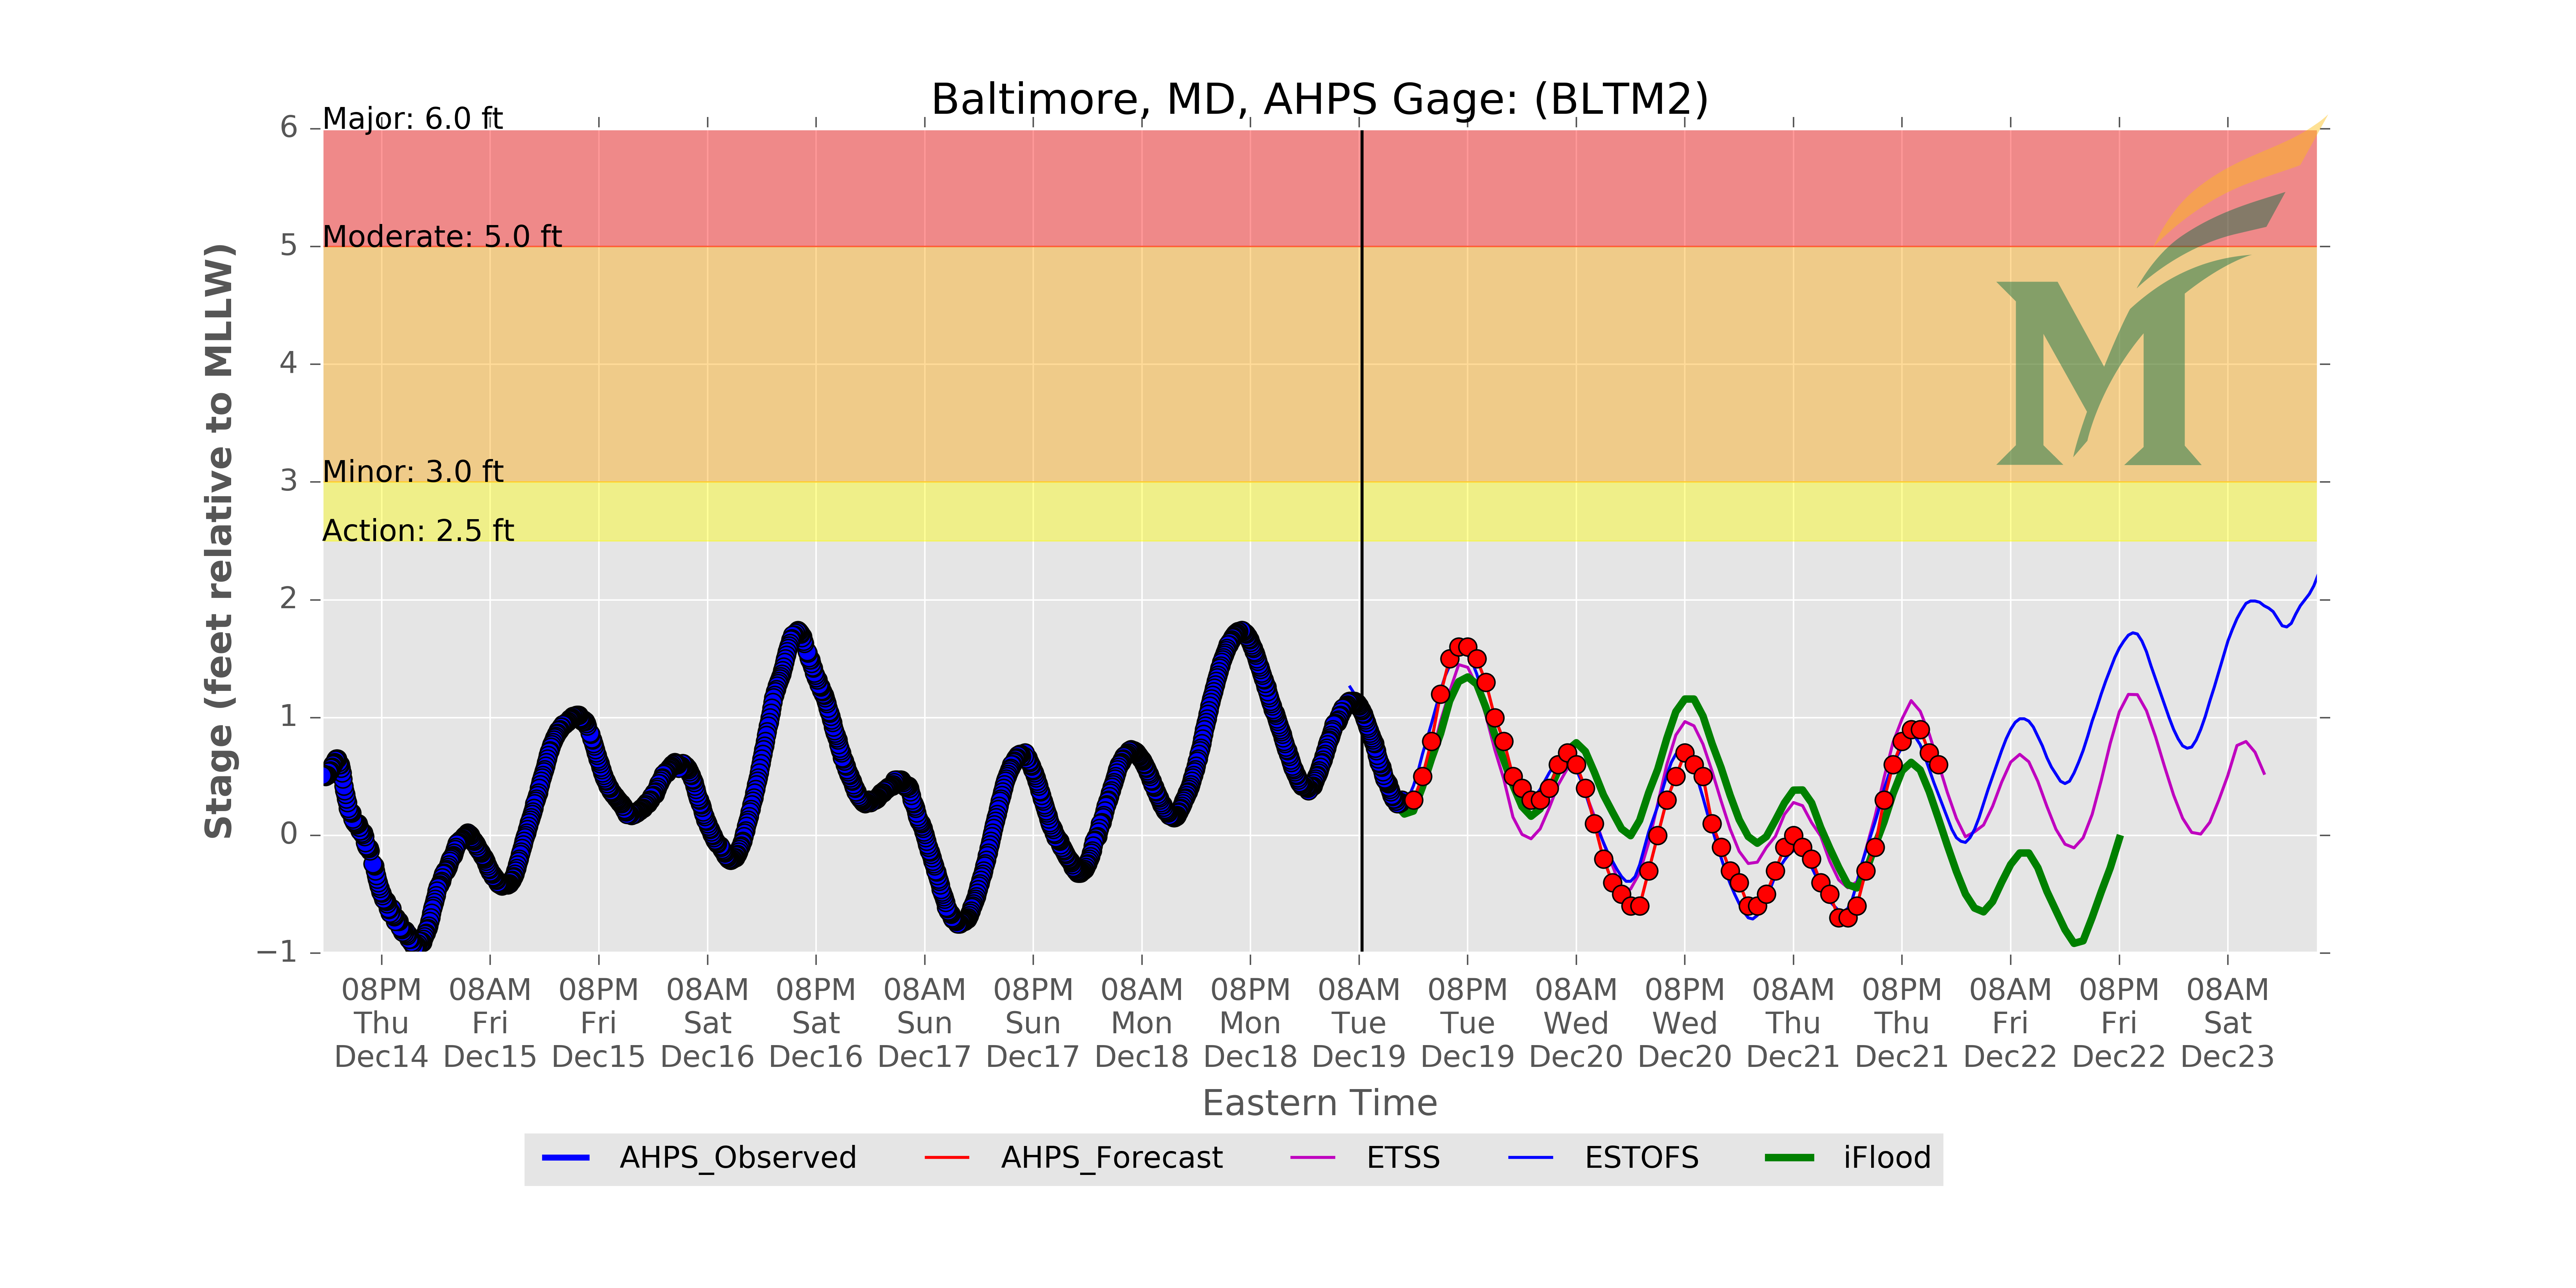 Baltimore, MD, AHPS Gage: (BLTM2)
Major: 6.0 ft
Moderate: 5.0 ft
Minor: 3.0 ft
Action: 2.5 ft
Stage (feet relative to MLLW)
6
5
4
3
2
1
0
−1
08PM 08AM 08PM 08AM 08PM 08AM 08PM 08AM 08PM 08AM 08PM 08AM 08PM 08AM 08PM 08AM 08PM 08AM
Thu Fri Fri Sat Sat Sun Sun Mon Mon Tue Tue Wed Wed Thu Thu Fri Fri Sat
Dec14 Dec15 Dec15 Dec16 Dec16 Dec17 Dec17 Dec18 Dec18 Dec19 Dec19 Dec20 Dec20 Dec21 Dec21 Dec22 Dec22 Dec23
Eastern Time
AHPS_Observed AHPS_Forecast ETSS ESTOFS iFlood
M